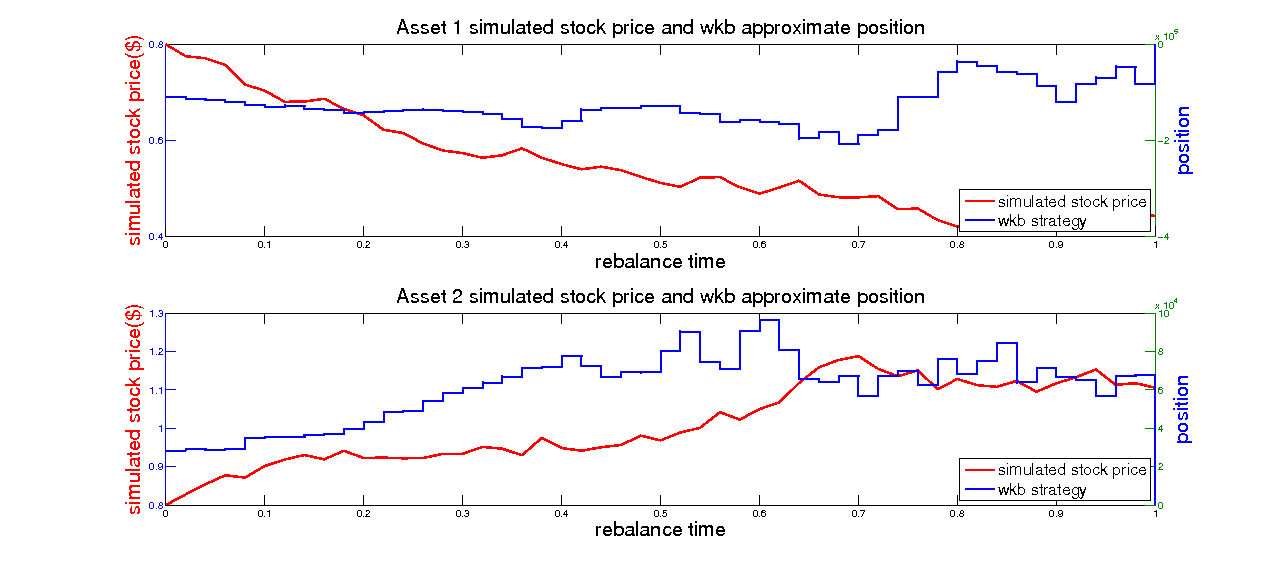 Asset 1 simulated stock price and wkb approximate position
x 10^5
simulated stock price($)
0.8
0.6
0.4
0
-2
-4
position
simulated stock price
wkb strategy
0 0.1 0.2 0.3 0.4 0.5 0.6 0.7 0.8 0.9 1
rebalance time
Asset 2 simulated stock price and wkb approximate position
x 10^4
simulated stock price($)
1.3
1.2
1.1
1
0.9
0.8
10
8
6
4
2
0
position
simulated stock price
wkb strategy
0 0.1 0.2 0.3 0.4 0.5 0.6 0.7 0.8 0.9 1
rebalance time